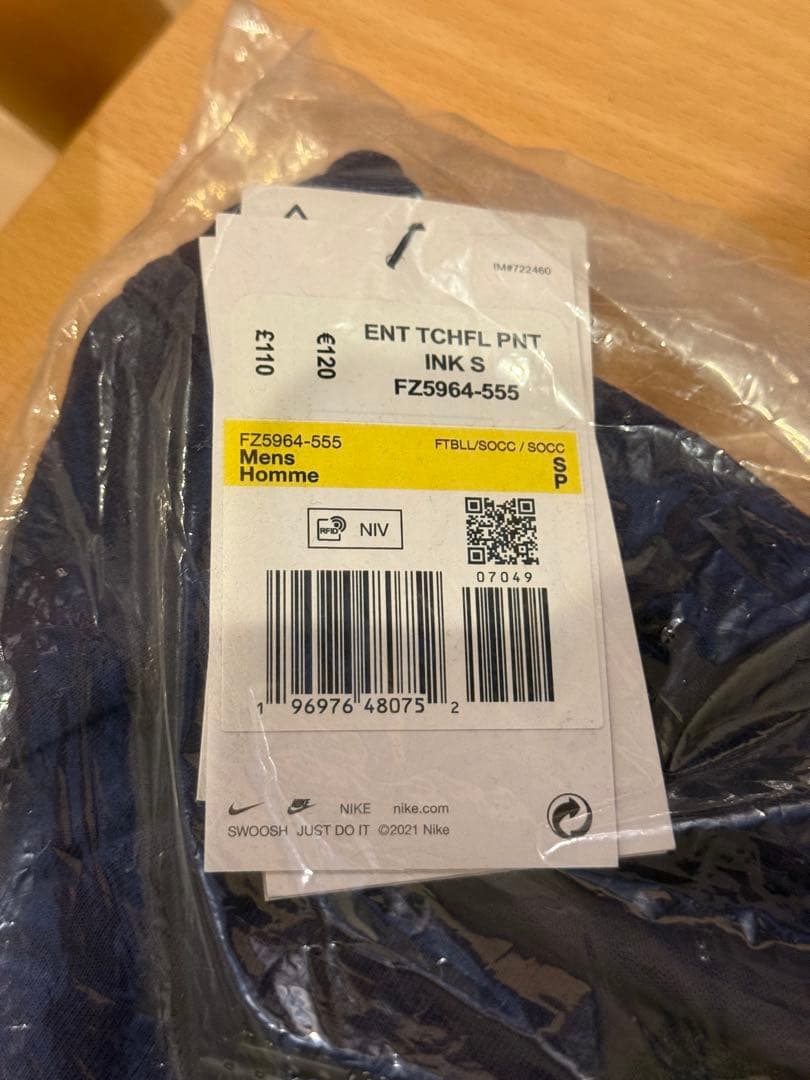 IM#722460
£110
€120
ENT TCHFL PNT
INK S
FZ5964-555
FZ5964-555 FTBLL/SOCC / SOCC
Mens S
Homme P
RFID NIV
07049
1 96976 48075 2
NIKE NIKE nike.com
SWOOSH JUST DO IT ©2021 Nike